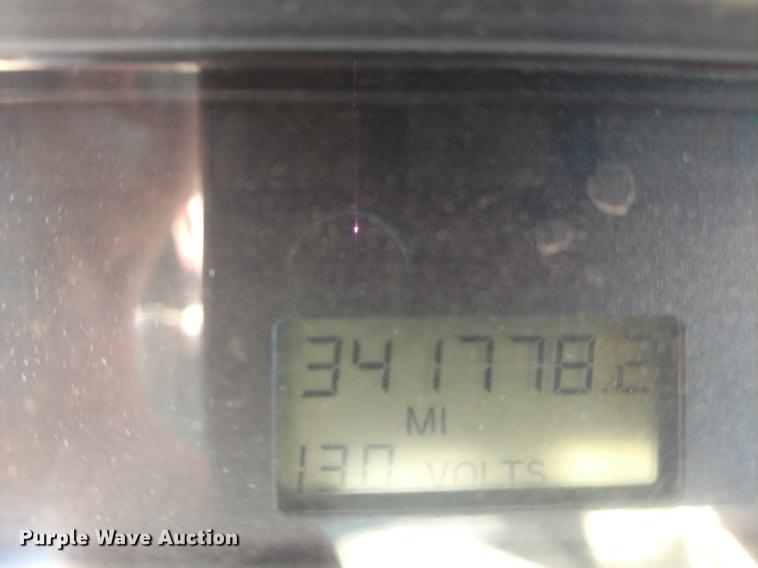 341778.2
MI
13.0 VOLTS
Purple Wave Auction